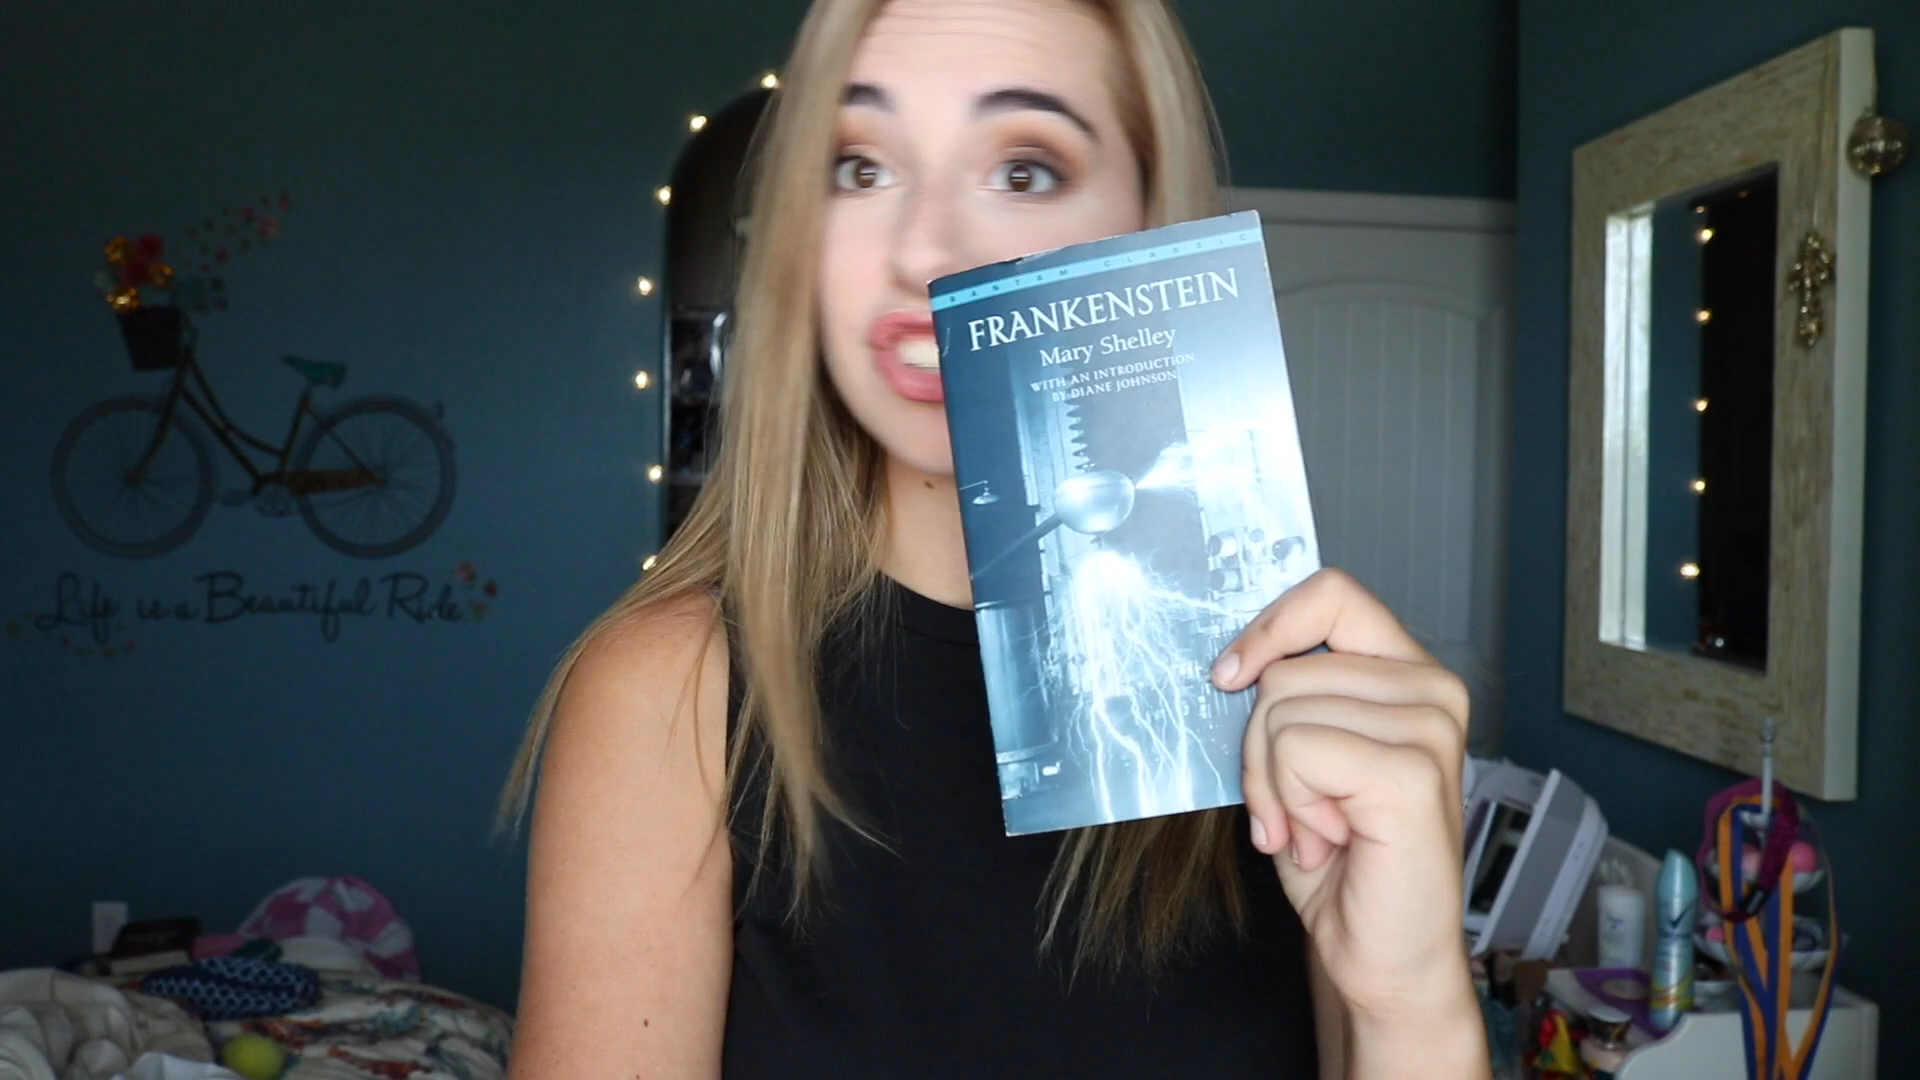 Life is a Beautiful Ride
BANTAM CLASSIC
FRANKENSTEIN
Mary Shelley
WITH AN INTRODUCTION
BY DIANE JOHNSON